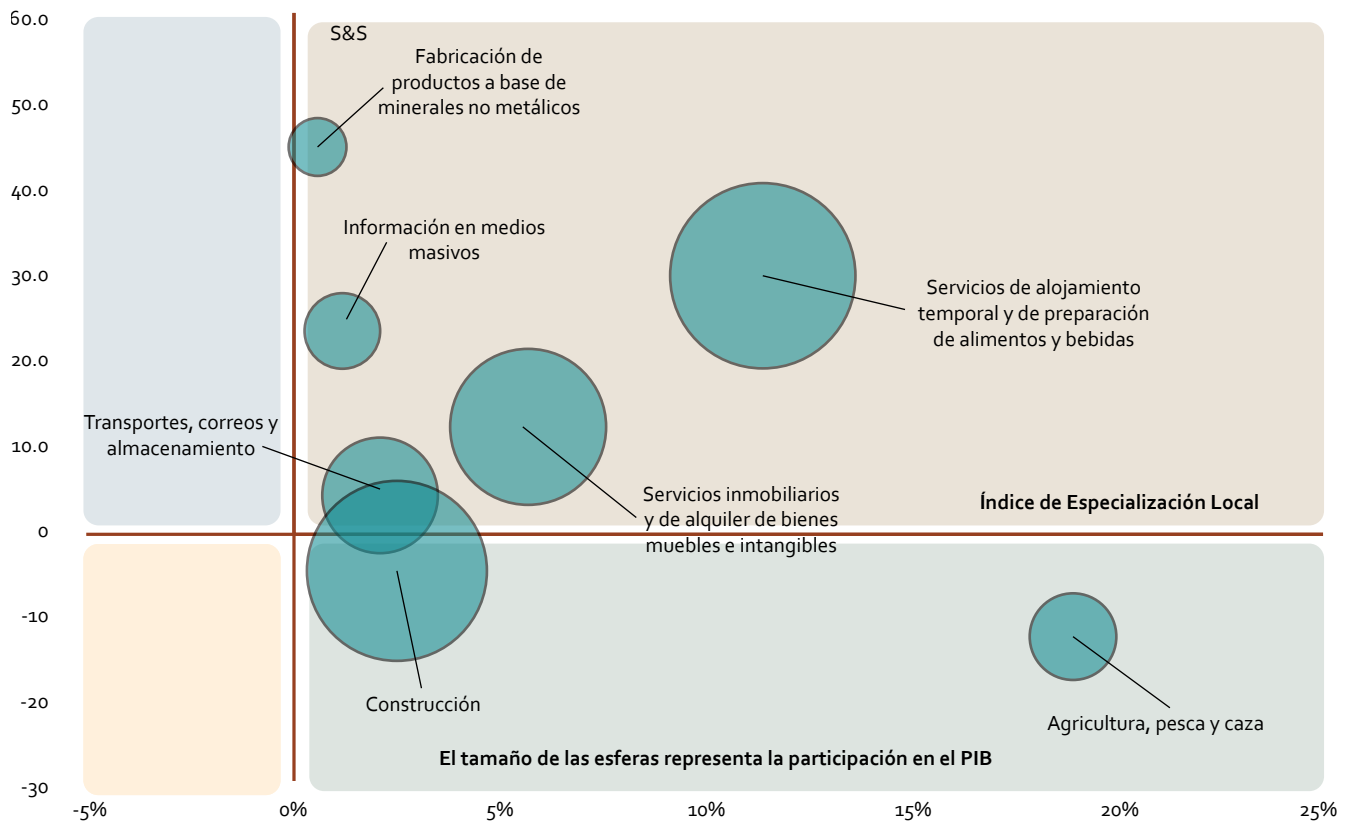 60.0
S&S
Fabricación de
productos a base de
minerales no metálicos
50.0
40.0
Información en medios
masivos
30.0
Servicios de alojamiento
temporal y de preparación
de alimentos y bebidas
20.0
Transportes, correos y
almacenamiento
10.0
Servicios inmobiliarios
y de alquiler de bienes
muebles e intangibles
Índice de Especialización Local
0
-10
Construcción
-20
Agricultura, pesca y caza
El tamaño de las esferas representa la participación en el PIB
-30
-5%
0%
5%
10%
15%
20%
25%